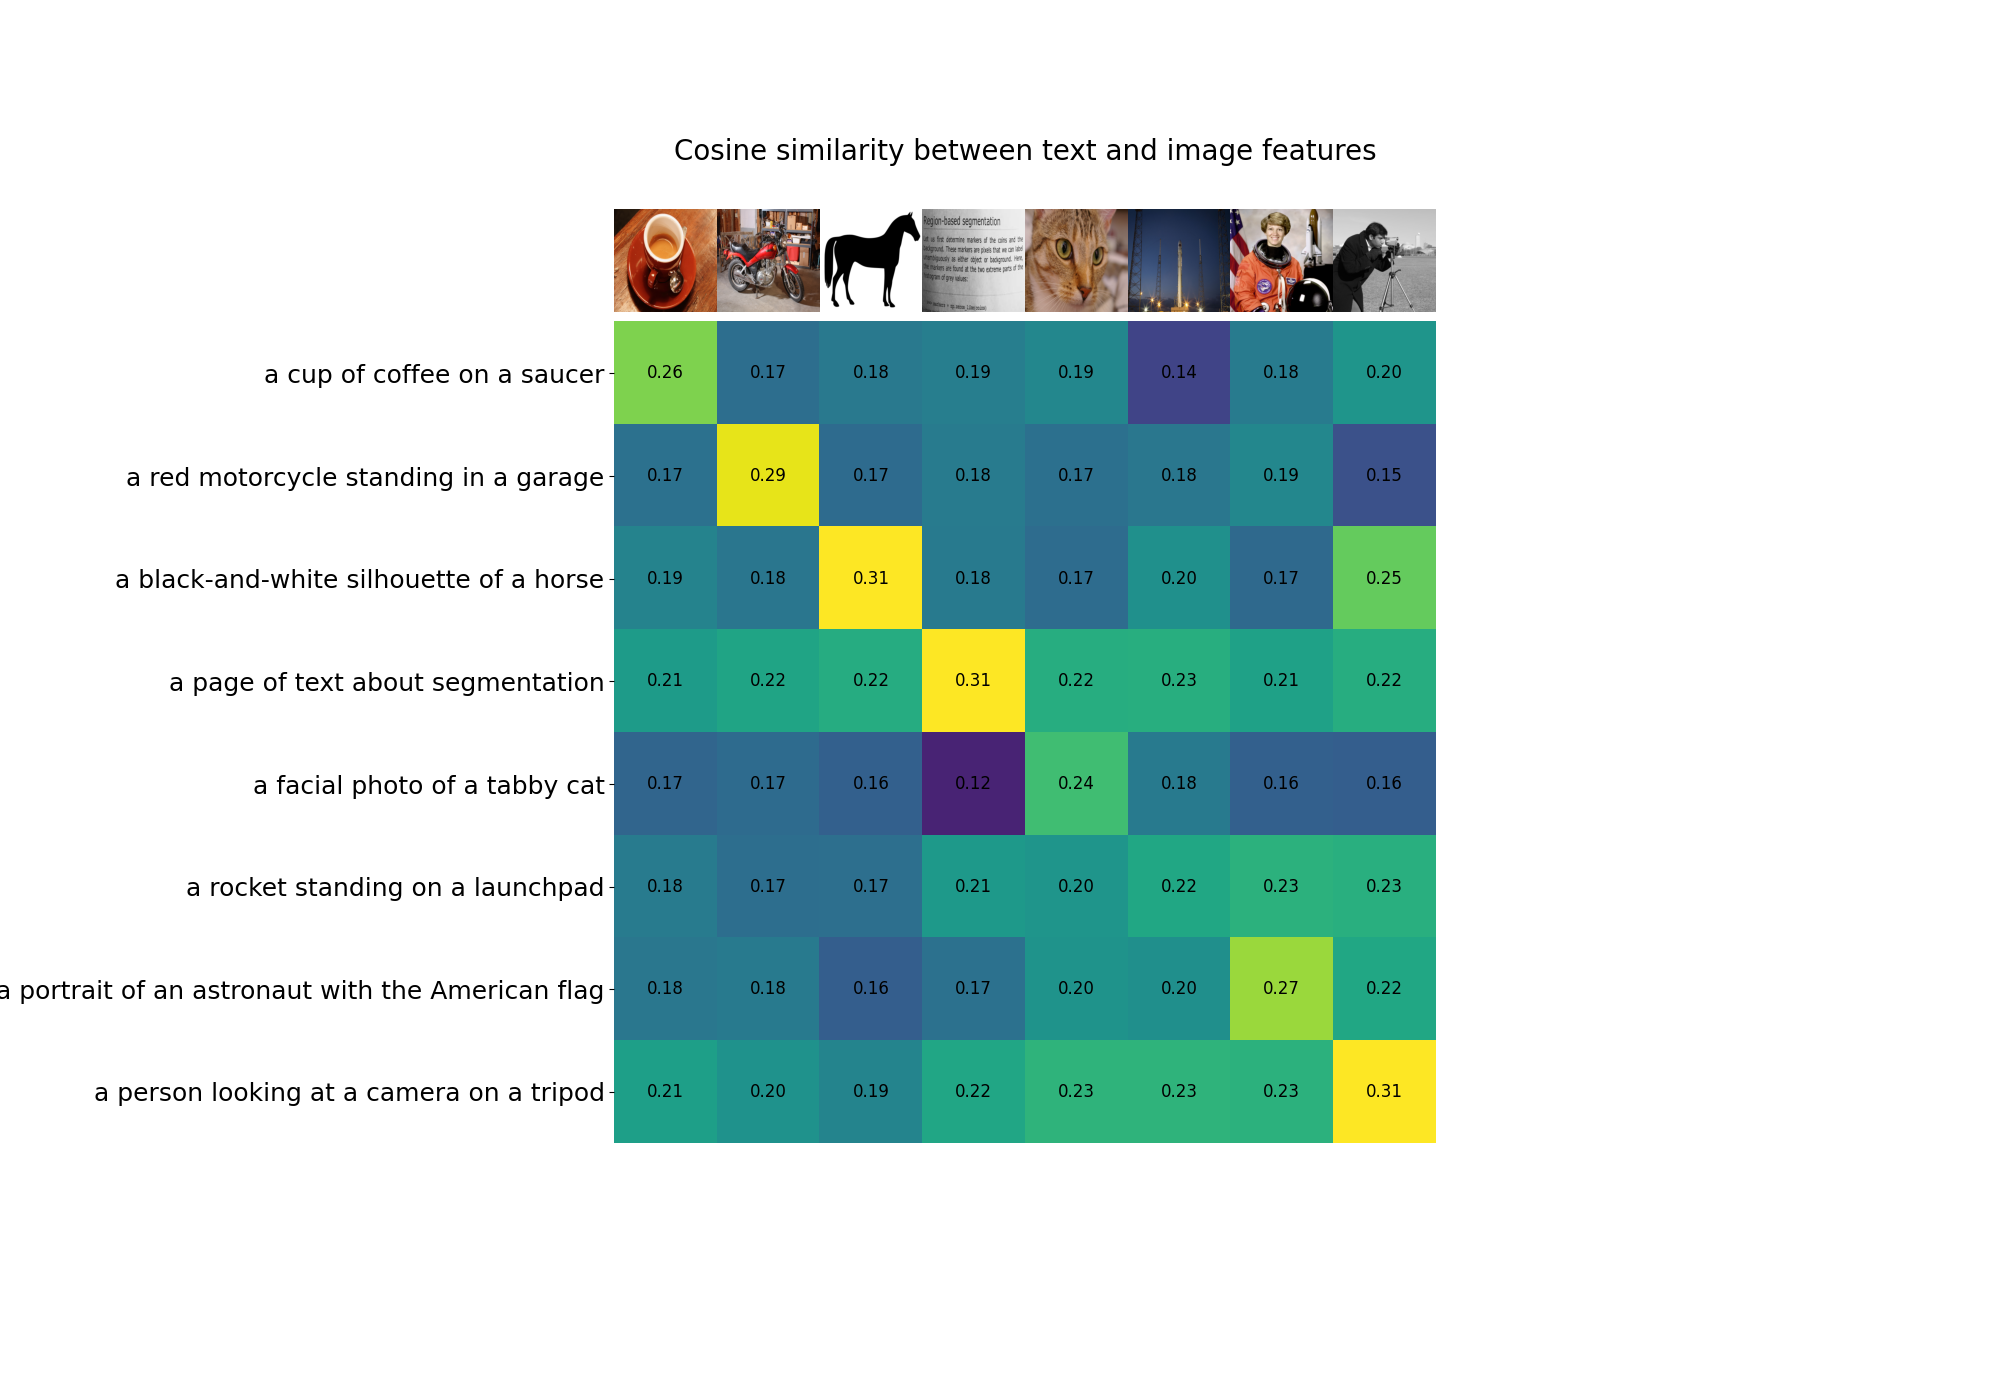 Cosine similarity between text and image features
Region-based segmentation
a cup of coffee on a saucer 0.26 0.17 0.18 0.19 0.19 0.14 0.18 0.20
a red motorcycle standing in a garage 0.17 0.29 0.17 0.18 0.17 0.18 0.19 0.15
a black-and-white silhouette of a horse 0.19 0.18 0.31 0.18 0.17 0.20 0.17 0.25
a page of text about segmentation 0.21 0.22 0.22 0.31 0.22 0.23 0.21 0.22
a facial photo of a tabby cat 0.17 0.17 0.16 0.12 0.24 0.18 0.16 0.16
a rocket standing on a launchpad 0.18 0.17 0.17 0.21 0.20 0.22 0.23 0.23
a portrait of an astronaut with the American flag 0.18 0.18 0.16 0.17 0.20 0.20 0.27 0.22
a person looking at a camera on a tripod 0.21 0.20 0.19 0.22 0.23 0.23 0.23 0.31